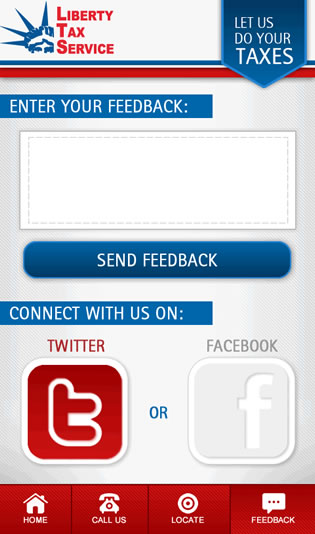 LIBERTY
TAX
SERVICE
LET US
DO YOUR
TAXES
ENTER YOUR FEEDBACK:
SEND FEEDBACK
CONNECT WITH US ON:
TWITTER
FACEBOOK
t
OR
f
HOME
CALL US
LOCATE
FEEDBACK